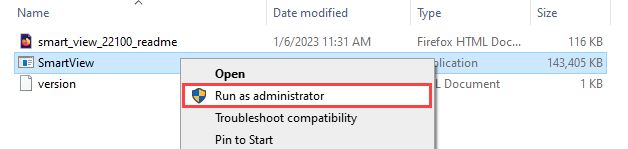 Name Date modified Type Size
smart_view_22100_readme 1/6/2023 11:31 AM Firefox HTML Doc... 116 KB
SmartView plication 143,405 KB
version L Document 1 KB
Open
Run as administrator
Troubleshoot compatibility
Pin to Start